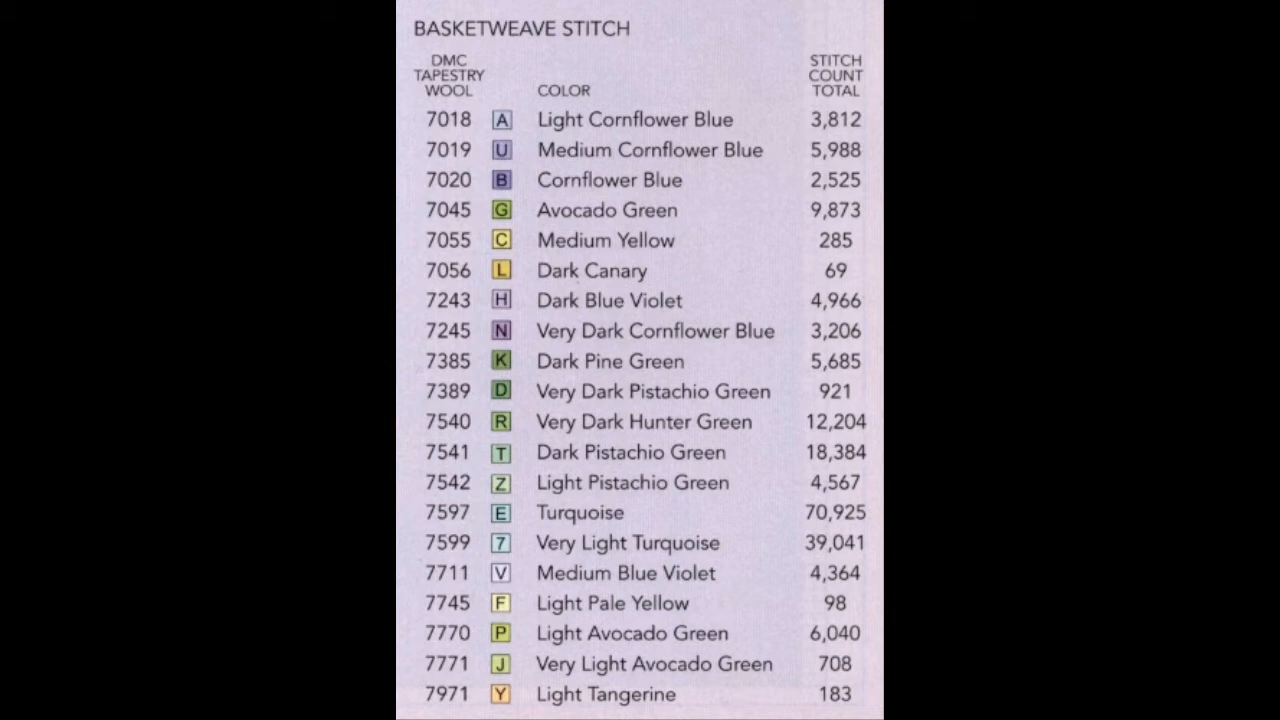 BASKETWEAVE STITCH
DMC TAPESTRY WOOL COLOR STITCH COUNT TOTAL
7018 A Light Cornflower Blue 3,812
7019 U Medium Cornflower Blue 5,988
7020 B Cornflower Blue 2,525
7045 G Avocado Green 9,873
7055 C Medium Yellow 285
7056 L Dark Canary 69
7243 H Dark Blue Violet 4,966
7245 N Very Dark Cornflower Blue 3,206
7385 K Dark Pine Green 5,685
7389 D Very Dark Pistachio Green 921
7540 R Very Dark Hunter Green 12,204
7541 T Dark Pistachio Green 18,384
7542 Z Light Pistachio Green 4,567
7597 E Turquoise 70,925
7599 7 Very Light Turquoise 39,041
7711 V Medium Blue Violet 4,364
7745 F Light Pale Yellow 98
7770 P Light Avocado Green 6,040
7771 J Very Light Avocado Green 708
7971 Y Light Tangerine 183